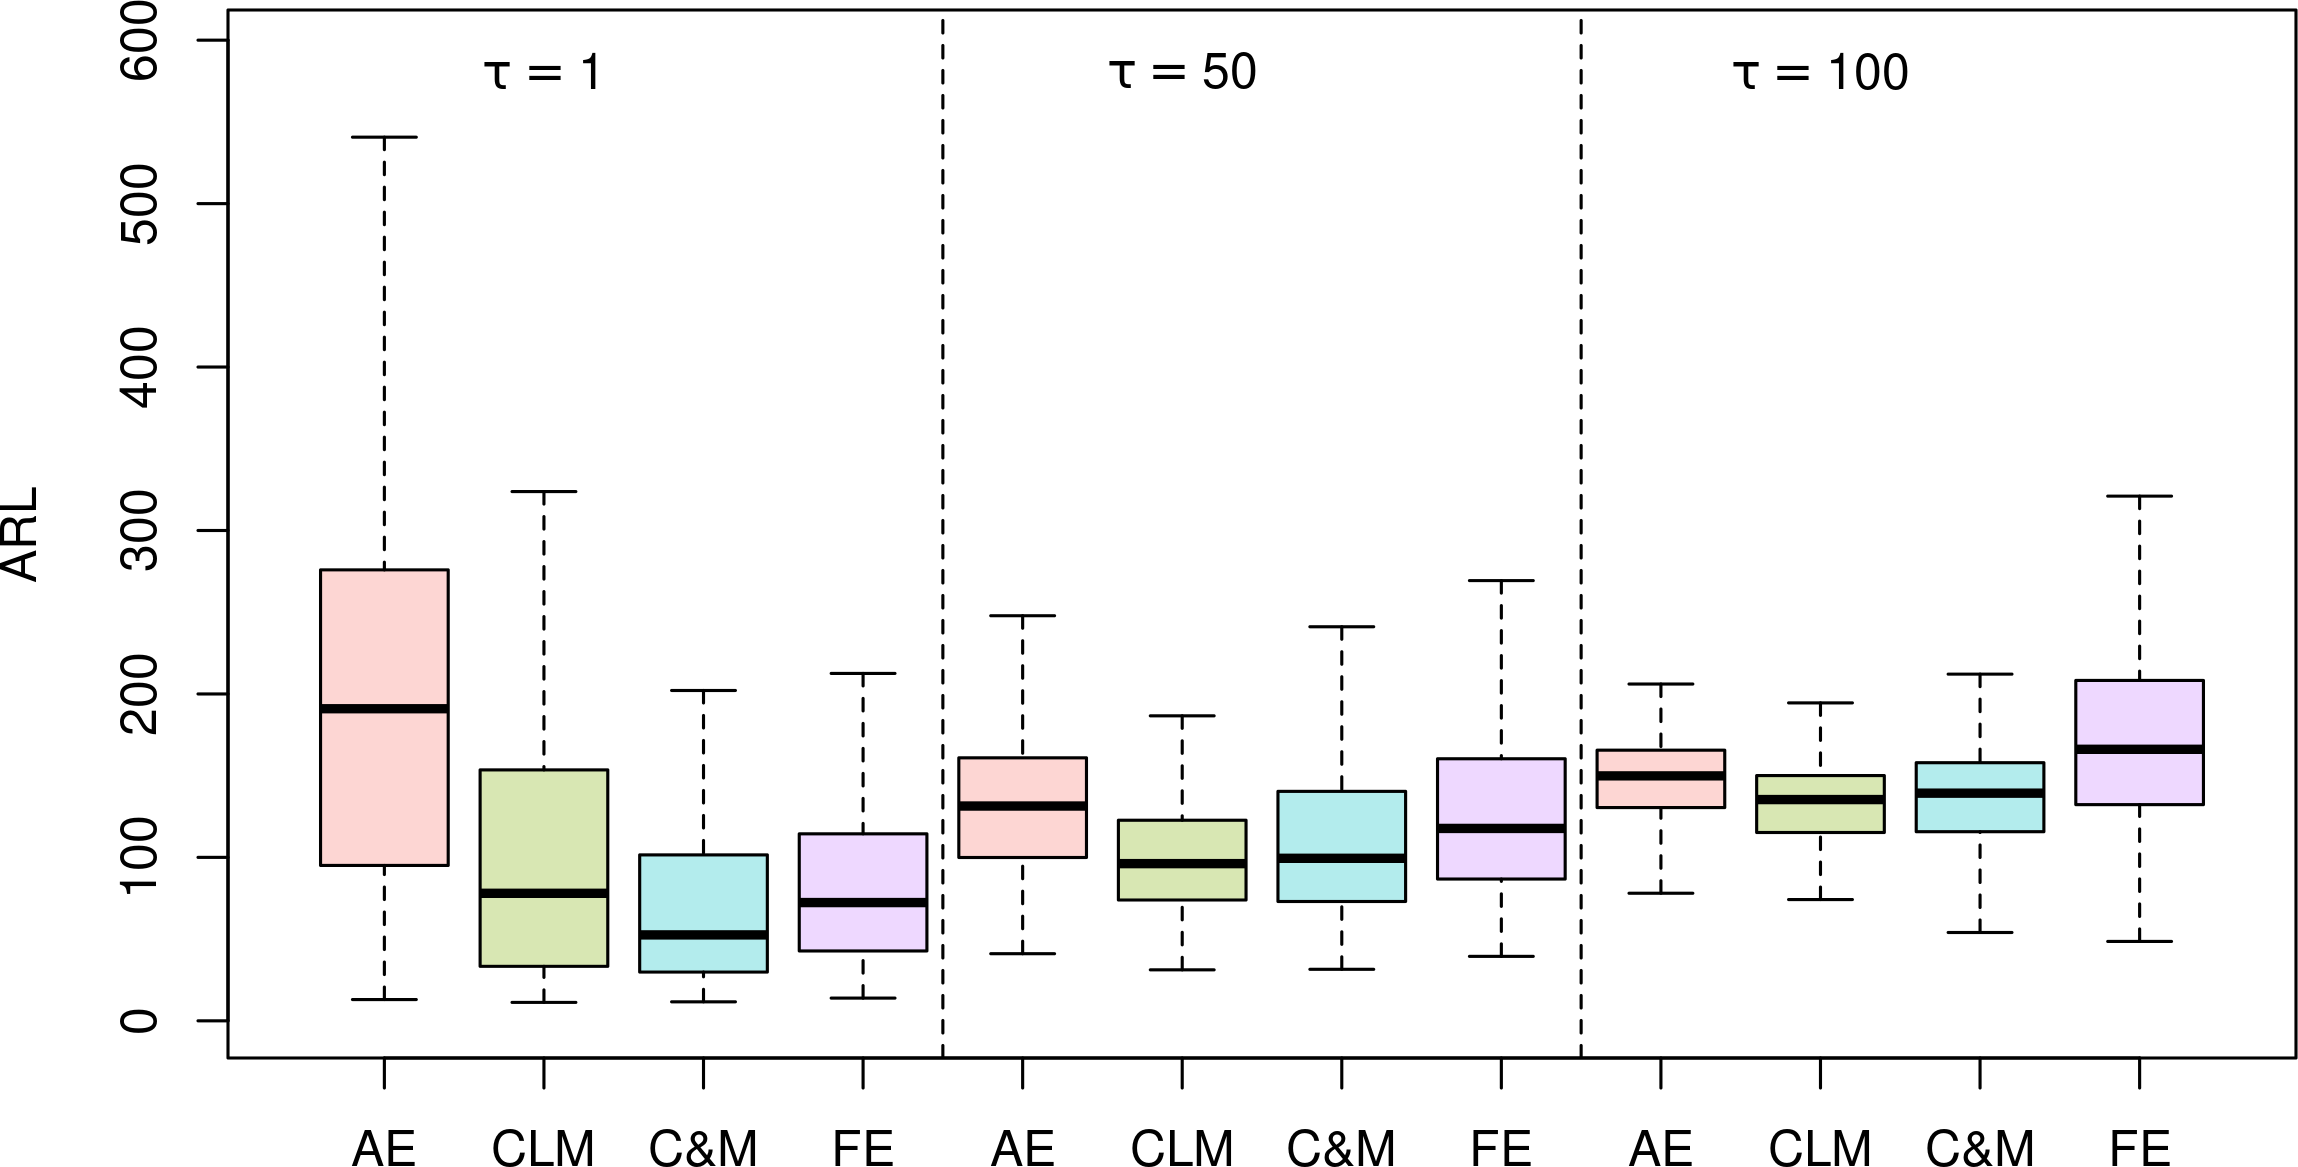 τ = 1
τ = 50
τ = 100
600
500
400
300
200
100
0
ARL
AE CLM C&M FE AE CLM C&M FE AE CLM C&M FE